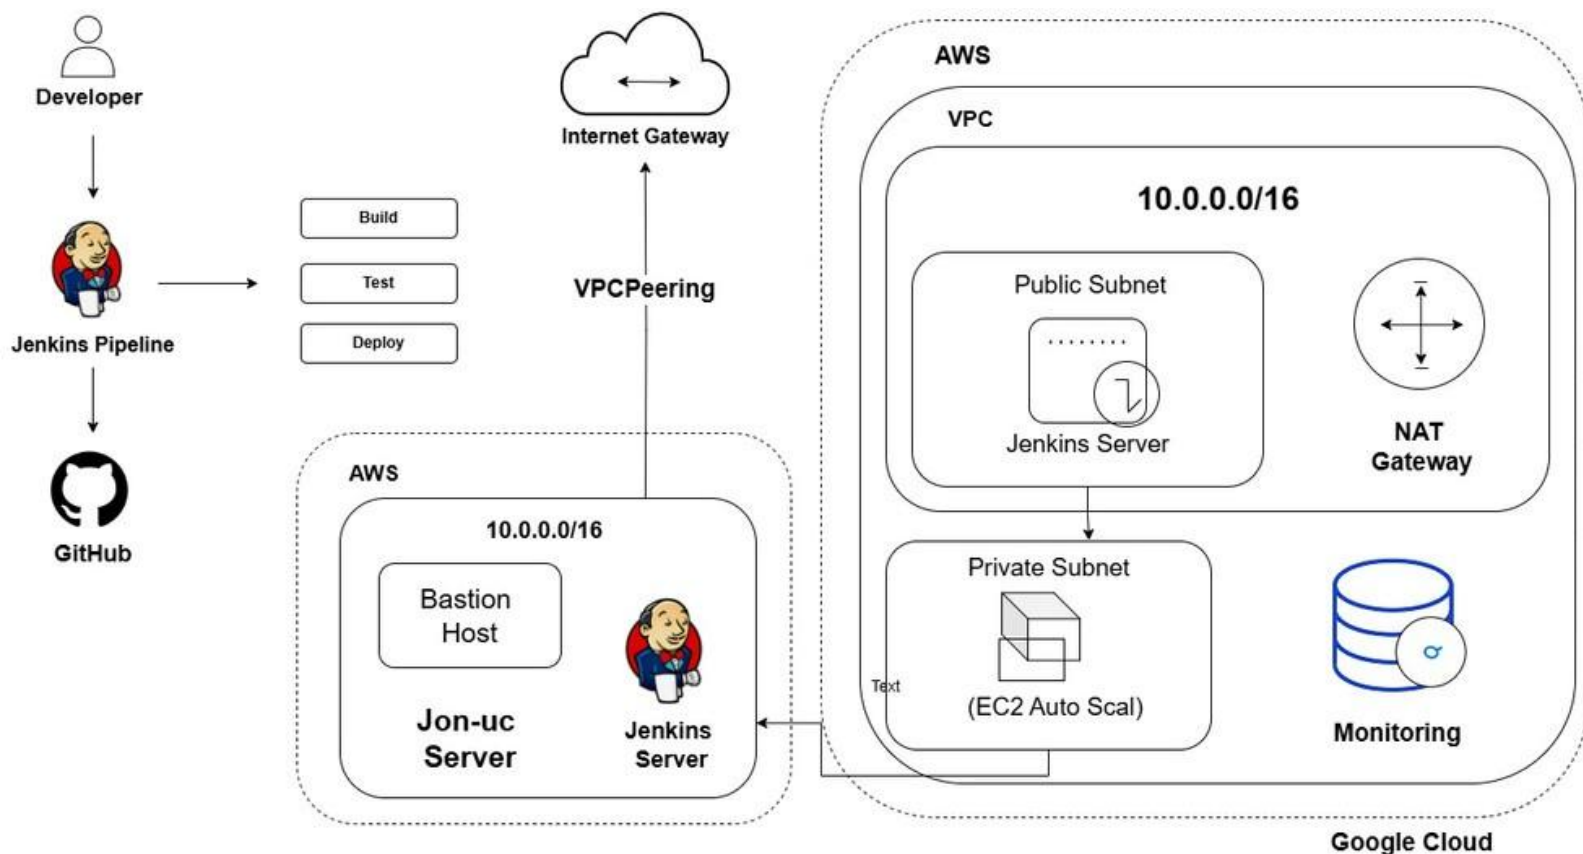 Developer
Jenkins Pipeline
GitHub
Build
Test
Deploy
Internet Gateway
VPCPeering
AWS
10.0.0.0/16
Bastion
Host
Jon-uc
Server
Jenkins
Server
AWS
VPC
10.0.0.0/16
Public Subnet
Jenkins Server
NAT
Gateway
Private Subnet
Text
(EC2 Auto Scal)
Monitoring
Google Cloud